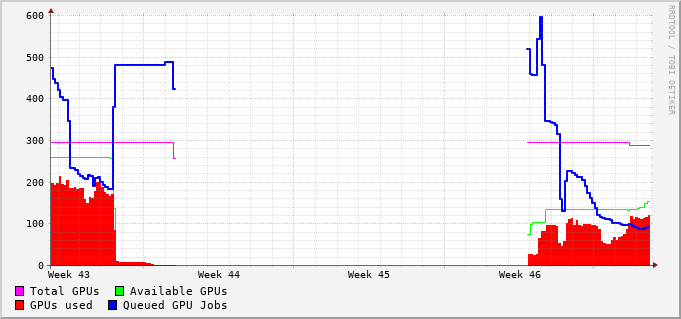 600
500
400
300
200
100
0
Week 43 Week 44 Week 45 Week 46
Total GPUs Available GPUs
GPUs used Queued GPU Jobs
RRDTOOL / TOBI OETIKER